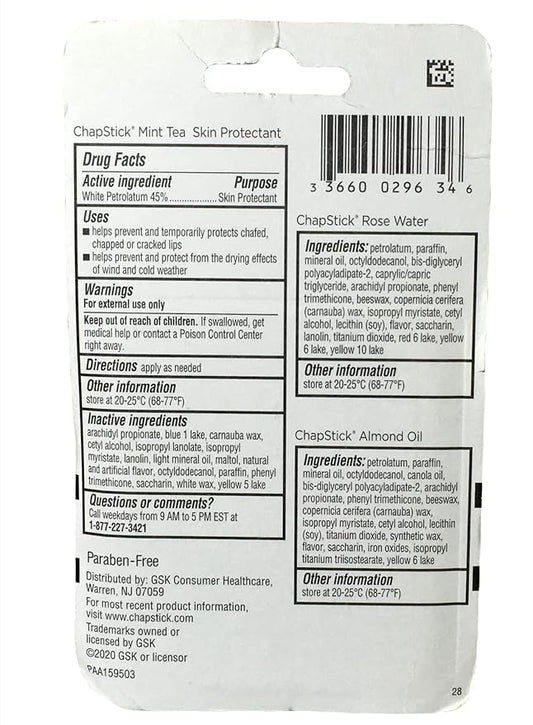 ChapStick® Mint Tea Skin Protectant
Drug Facts
Active ingredient Purpose
White Petrolatum 45%....................Skin Protectant
Uses
■ helps prevent and temporarily protects chafed,
chapped or cracked lips
■ helps prevent and protect from the drying effects
of wind and cold weather
Warnings
For external use only
Keep out of reach of children. If swallowed, get
medical help or contact a Poison Control Center
right away.
Directions apply as needed
Other information
store at 20-25°C (68-77°F)
Inactive ingredients
arachidyl propionate, blue 1 lake, carnauba wax,
cetyl alcohol, isopropyl lanolate, isopropyl
myristate, lanolin, light mineral oil, maltol, natural
and artificial flavor, octyldodecanol, paraffin, phenyl
trimethicone, saccharin, white wax, yellow 5 lake
Questions or comments?
Call weekdays from 9 AM to 5 PM EST at
1-877-227-3421
Paraben-Free
Distributed by: GSK Consumer Healthcare,
Warren, NJ 07059
For most recent product information,
visit www.chapstick.com
Trademarks owned or
licensed by GSK
©2020 GSK or licensor
PAA159503
3 3660 0296 34 6
ChapStick® Rose Water
Ingredients: petrolatum, paraffin,
mineral oil, octyldodecanol, bis-diglyceryl
polyacyladipate-2, caprylic/capric
triglyceride, arachidyl propionate, phenyl
trimethicone, beeswax, copernicia cerifera
(carnauba) wax, isopropyl myristate, cetyl
alcohol, lecithin (soy), flavor, saccharin,
lanolin, titanium dioxide, red 6 lake, yellow
6 lake, yellow 10 lake
Other information
store at 20-25°C (68-77°F)
ChapStick® Almond Oil
Ingredients: petrolatum, paraffin,
mineral oil, octyldodecanol, canola oil,
bis-diglyceryl polyacyladipate-2, arachidyl
propionate, phenyl trimethicone, beeswax,
copernicia cerifera (carnauba) wax,
isopropyl myristate, cetyl alcohol, lecithin
(soy), titanium dioxide, synthetic wax,
flavor, saccharin, iron oxides, isopropyl
titanium triisostearate, yellow 6 lake
Other information
store at 20-25°C (68-77°F)
28